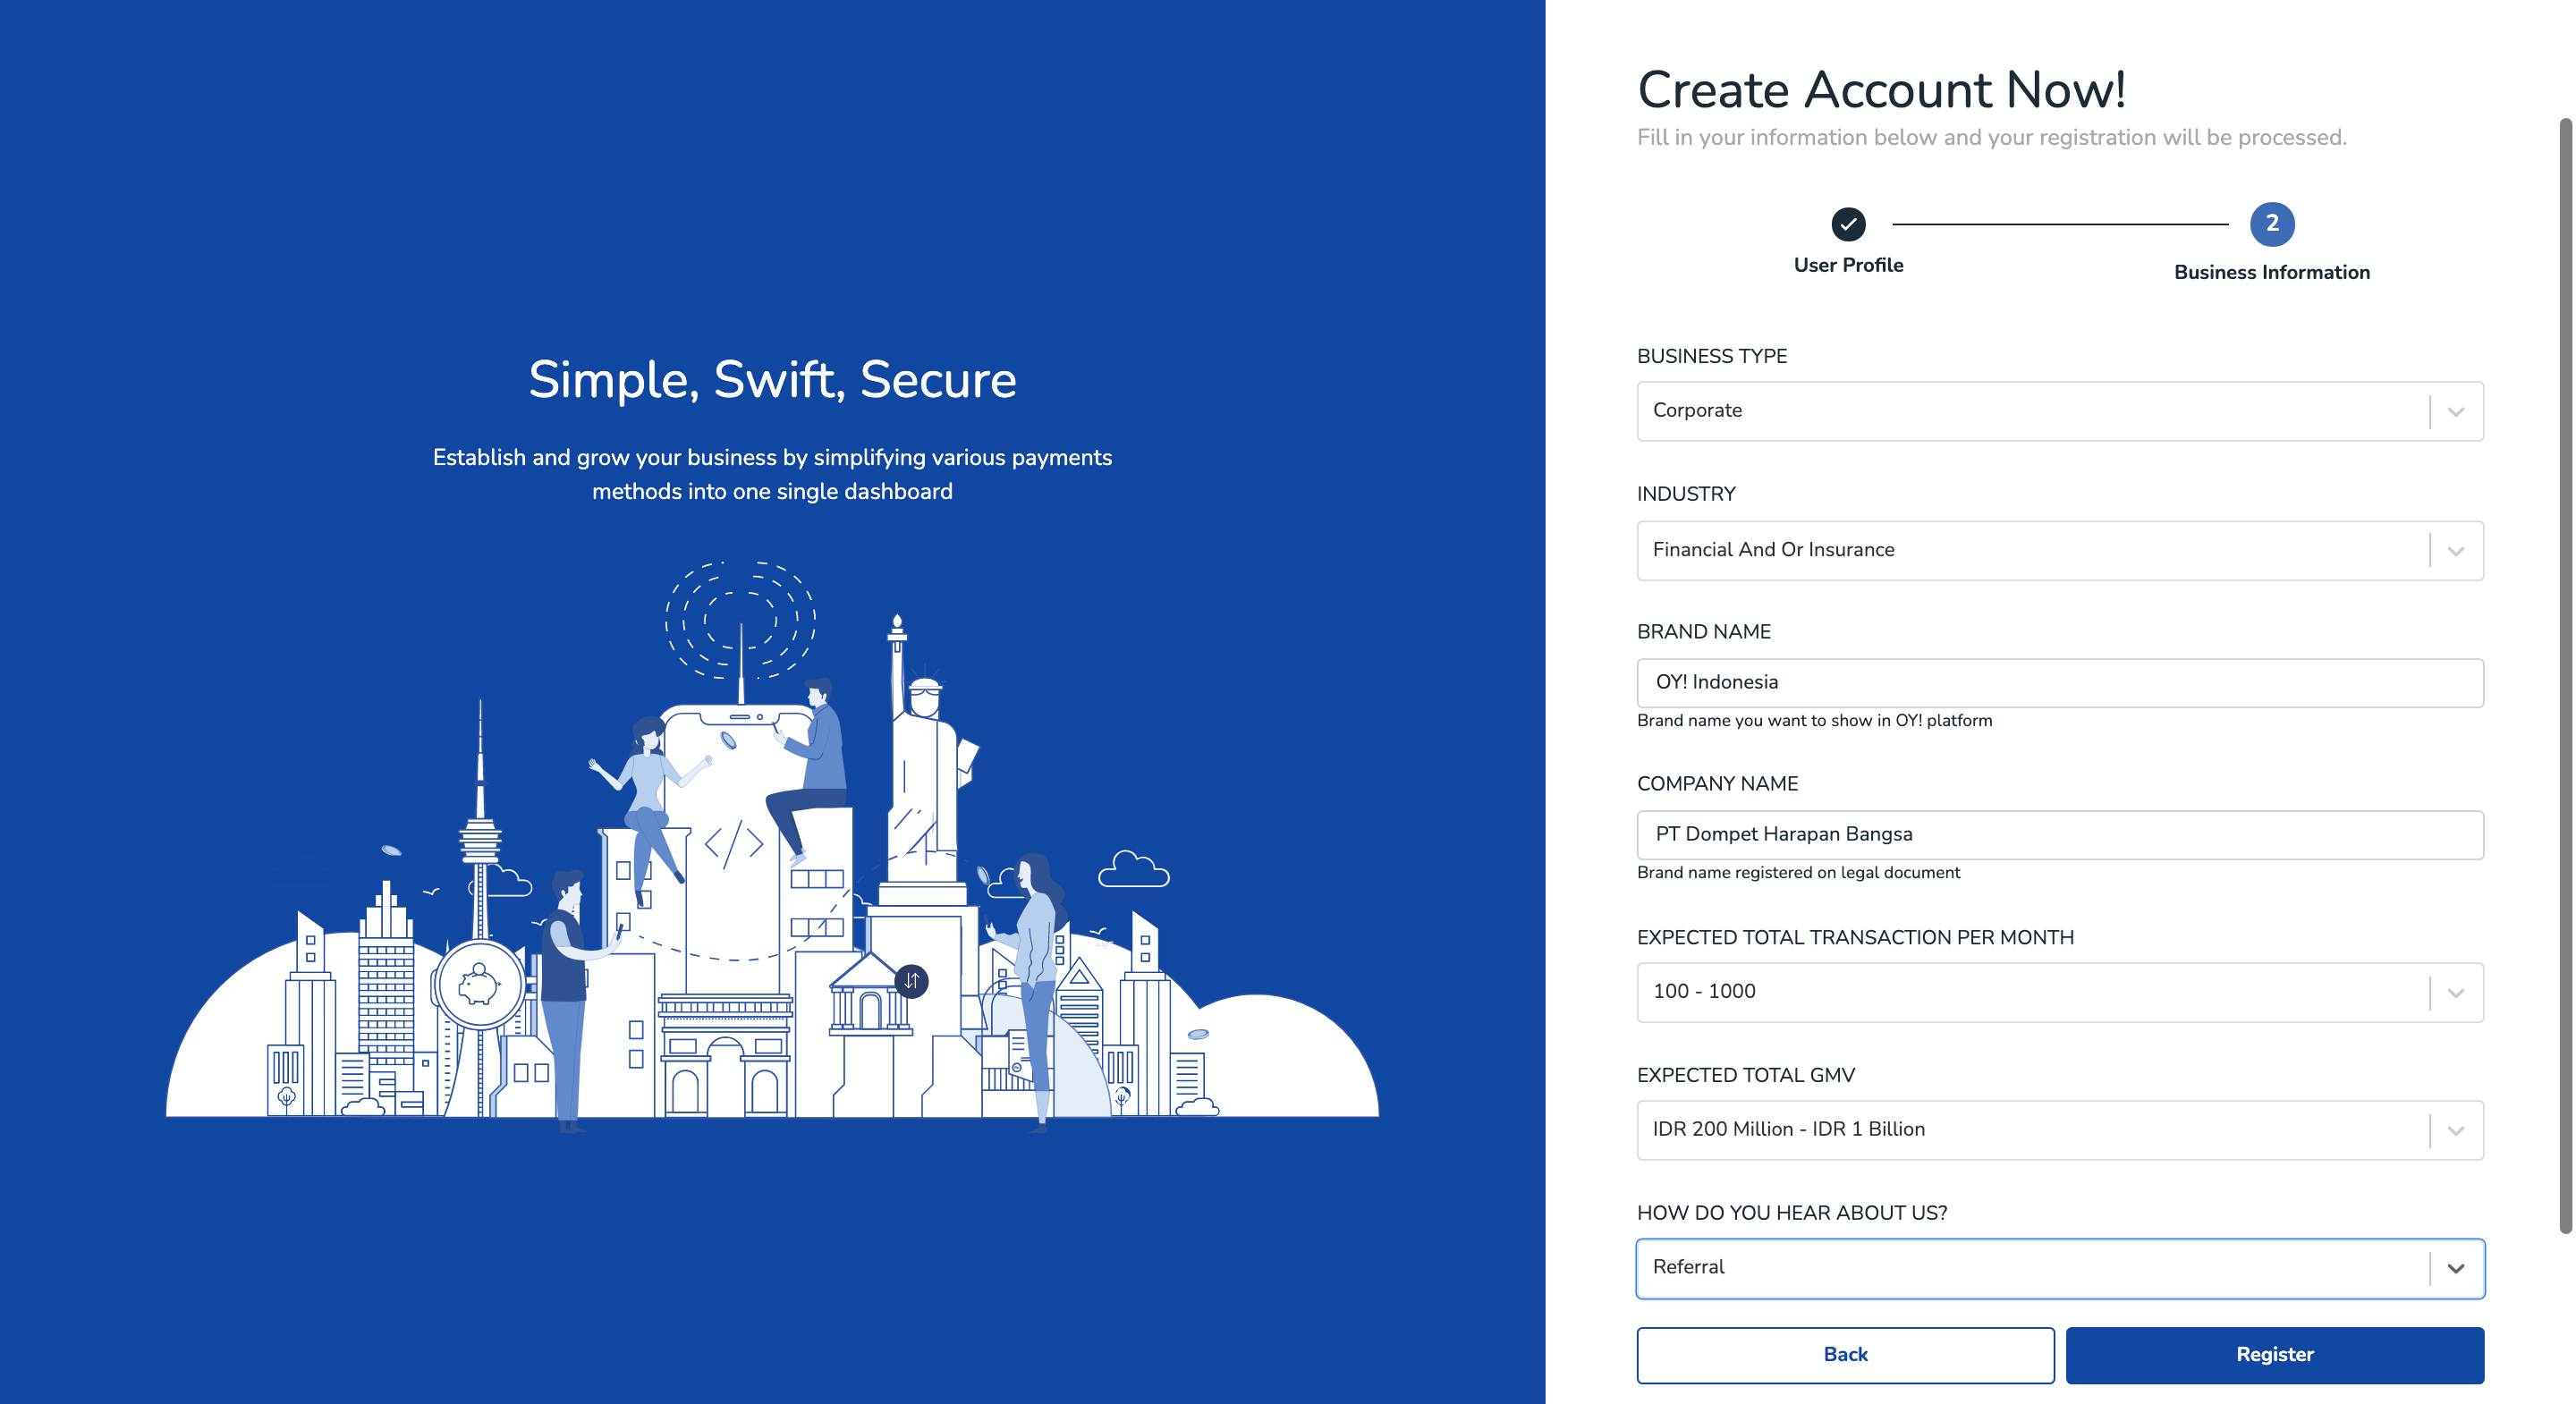 Simple, Swift, Secure
Establish and grow your business by simplifying various payments
methods into one single dashboard
</>
Create Account Now!
Fill in your information below and your registration will be processed.
2
User Profile
Business Information
BUSINESS TYPE
Corporate
INDUSTRY
Financial And Or Insurance
BRAND NAME
OY! Indonesia
Brand name you want to show in OY! platform
COMPANY NAME
PT Dompet Harapan Bangsa
Brand name registered on legal document
EXPECTED TOTAL TRANSACTION PER MONTH
100 - 1000
EXPECTED TOTAL GMV
IDR 200 Million - IDR 1 Billion
HOW DO YOU HEAR ABOUT US?
Referral
Back
Register